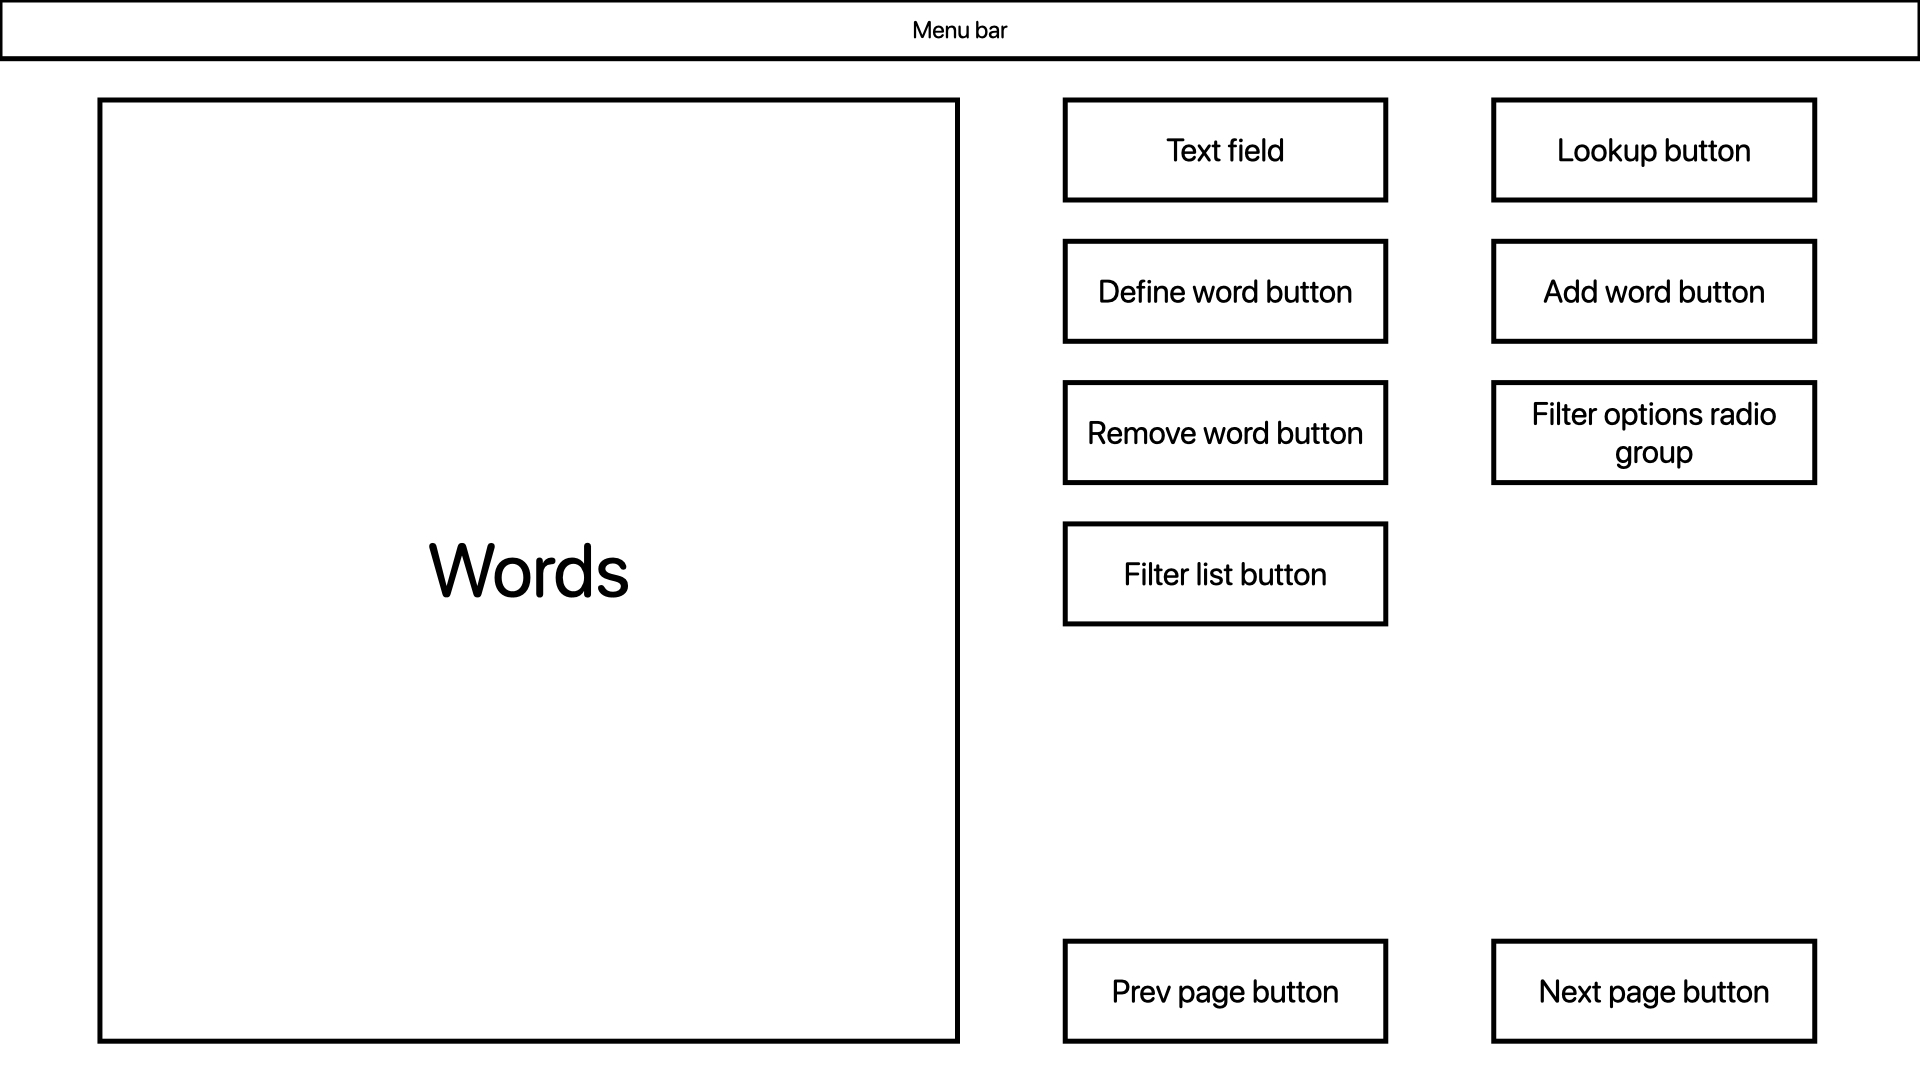 Menu bar
Words
Text field
Lookup button
Define word button
Add word button
Remove word button
Filter options radio
group
Filter list button
Prev page button
Next page button